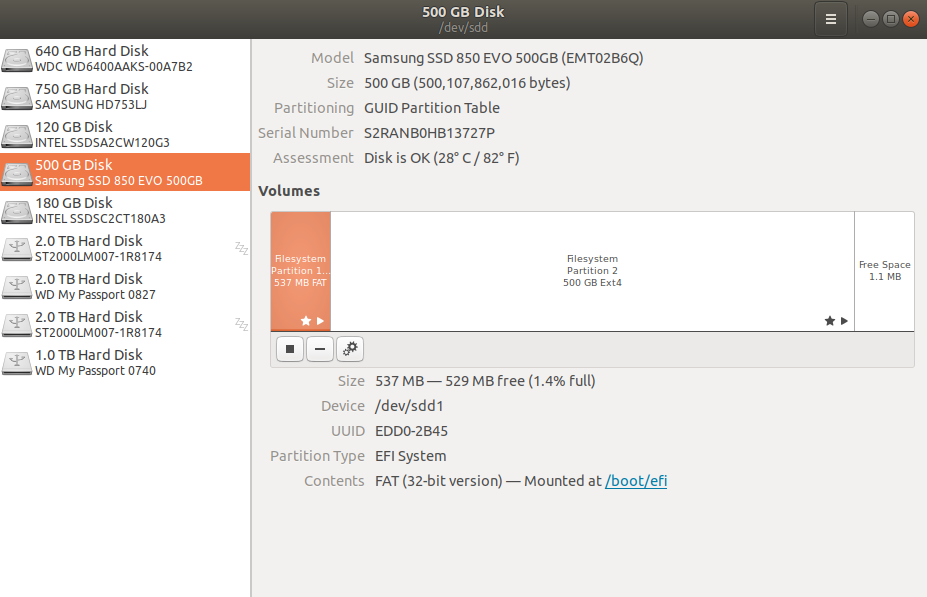 500 GB Disk
/dev/sdd
640 GB Hard Disk
WDC WD6400AAKS-00A7B2
750 GB Hard Disk
SAMSUNG HD753LJ
120 GB Disk
INTEL SSDSA2CW120G3
500 GB Disk
Samsung SSD 850 EVO 500GB
180 GB Disk
INTEL SSDSC2CT180A3
2.0 TB Hard Disk
ST2000LM007-1R8174
2.0 TB Hard Disk
WD My Passport 0827
2.0 TB Hard Disk
ST2000LM007-1R8174
1.0 TB Hard Disk
WD My Passport 0740
Model Samsung SSD 850 EVO 500GB (EMT02B6Q)
Size 500 GB (500,107,862,016 bytes)
Partitioning GUID Partition Table
Serial Number S2RANB0HB13727P
Assessment Disk is OK (28° C / 82° F)
Volumes
Filesystem
Partition 1…
537 MB FAT
Filesystem
Partition 2
500 GB Ext4
Free Space
1.1 MB
Size 537 MB — 529 MB free (1.4% full)
Device /dev/sdd1
UUID EDD0-2B45
Partition Type EFI System
Contents FAT (32-bit version) — Mounted at /boot/efi